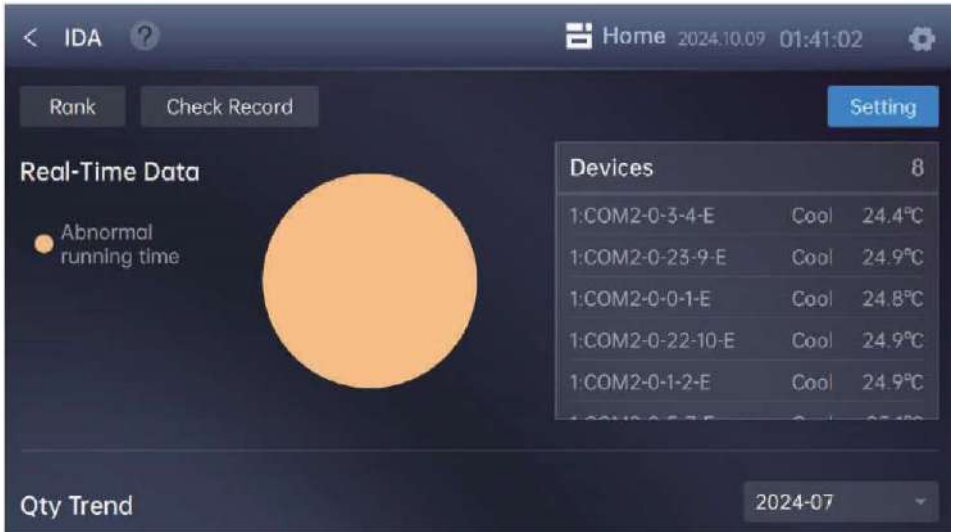 < IDA ?
Home 2024.10.09 01:41:02
Rank Check Record Setting
Real-Time Data
Abnormal
running time
Devices 8
1:COM2-0-3-4-E Cool 24.4°C
1:COM2-0-23-9-E Cool 24.9°C
1:COM2-0-0-1-E Cool 24.8°C
1:COM2-0-22-10-E Cool 24.9°C
1:COM2-0-1-2-E Cool 24.9°C
Qty Trend 2024-07